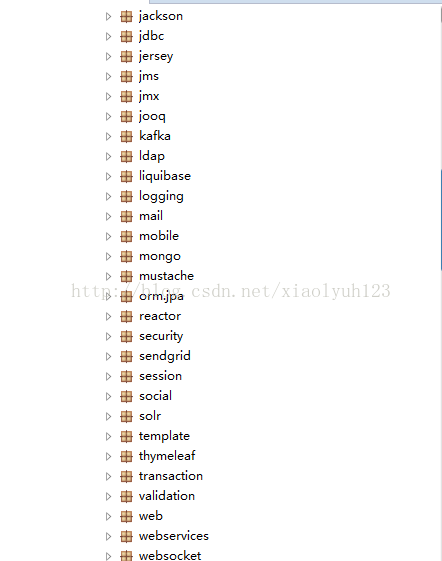 jackson
jdbc
jersey
jms
jmx
jooq
kafka
ldap
liquibase
logging
mail
mobile
mongo
mustache
http://blog.csdn.net/xiaolyuh123
orm.jpa
reactor
security
sendgrid
session
social
solr
template
thymeleaf
transaction
validation
web
webservices
websocket